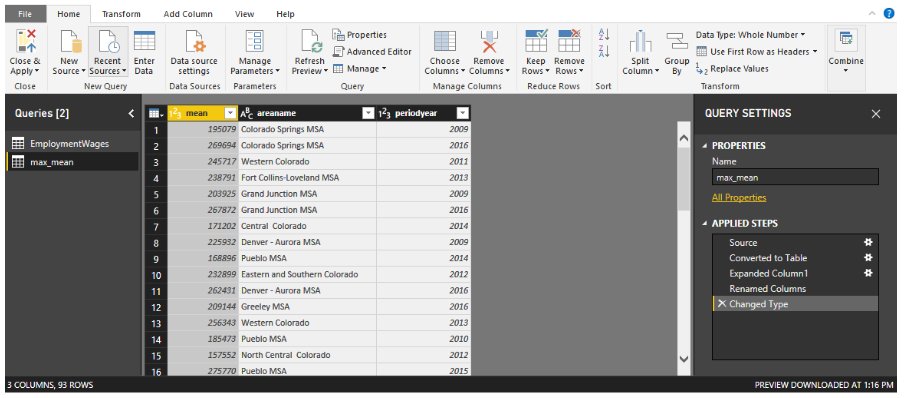 File Home Transform Add Column View Help
Close & Apply
New Source
Recent Sources
Enter Data
Data source settings
Manage Parameters
Refresh Preview
Properties
Advanced Editor
Manage
Choose Columns
Remove Columns
Keep Rows
Remove Rows
Split Column
Group By
Data Type: Whole Number
Use First Row as Headers
Replace Values
Combine
Close New Query Data Sources Parameters Query Manage Columns Reduce Rows Sort Transform
Queries [2]
EmploymentWages
max_mean
1 2 3 mean A B C areaname 1 2 3 periodyear
1 195079 Colorado Springs MSA 2009
2 269694 Colorado Springs MSA 2016
3 245717 Western Colorado 2011
4 238791 Fort Collins-Loveland MSA 2013
5 203925 Grand Junction MSA 2009
6 267872 Grand Junction MSA 2016
7 171202 Central Colorado 2014
8 225932 Denver - Aurora MSA 2009
9 168896 Pueblo MSA 2014
10 232899 Eastern and Southern Colorado 2012
11 262431 Denver - Aurora MSA 2016
12 209144 Greeley MSA 2016
13 256343 Western Colorado 2013
14 185473 Pueblo MSA 2010
15 157552 North Central Colorado 2012
16 275770 Pueblo MSA 2015
QUERY SETTINGS
PROPERTIES
Name
max_mean
All Properties
APPLIED STEPS
Source
Converted to Table
Expanded Column1
Renamed Columns
Changed Type
3 COLUMNS, 93 ROWS PREVIEW DOWNLOADED AT 1:16 PM